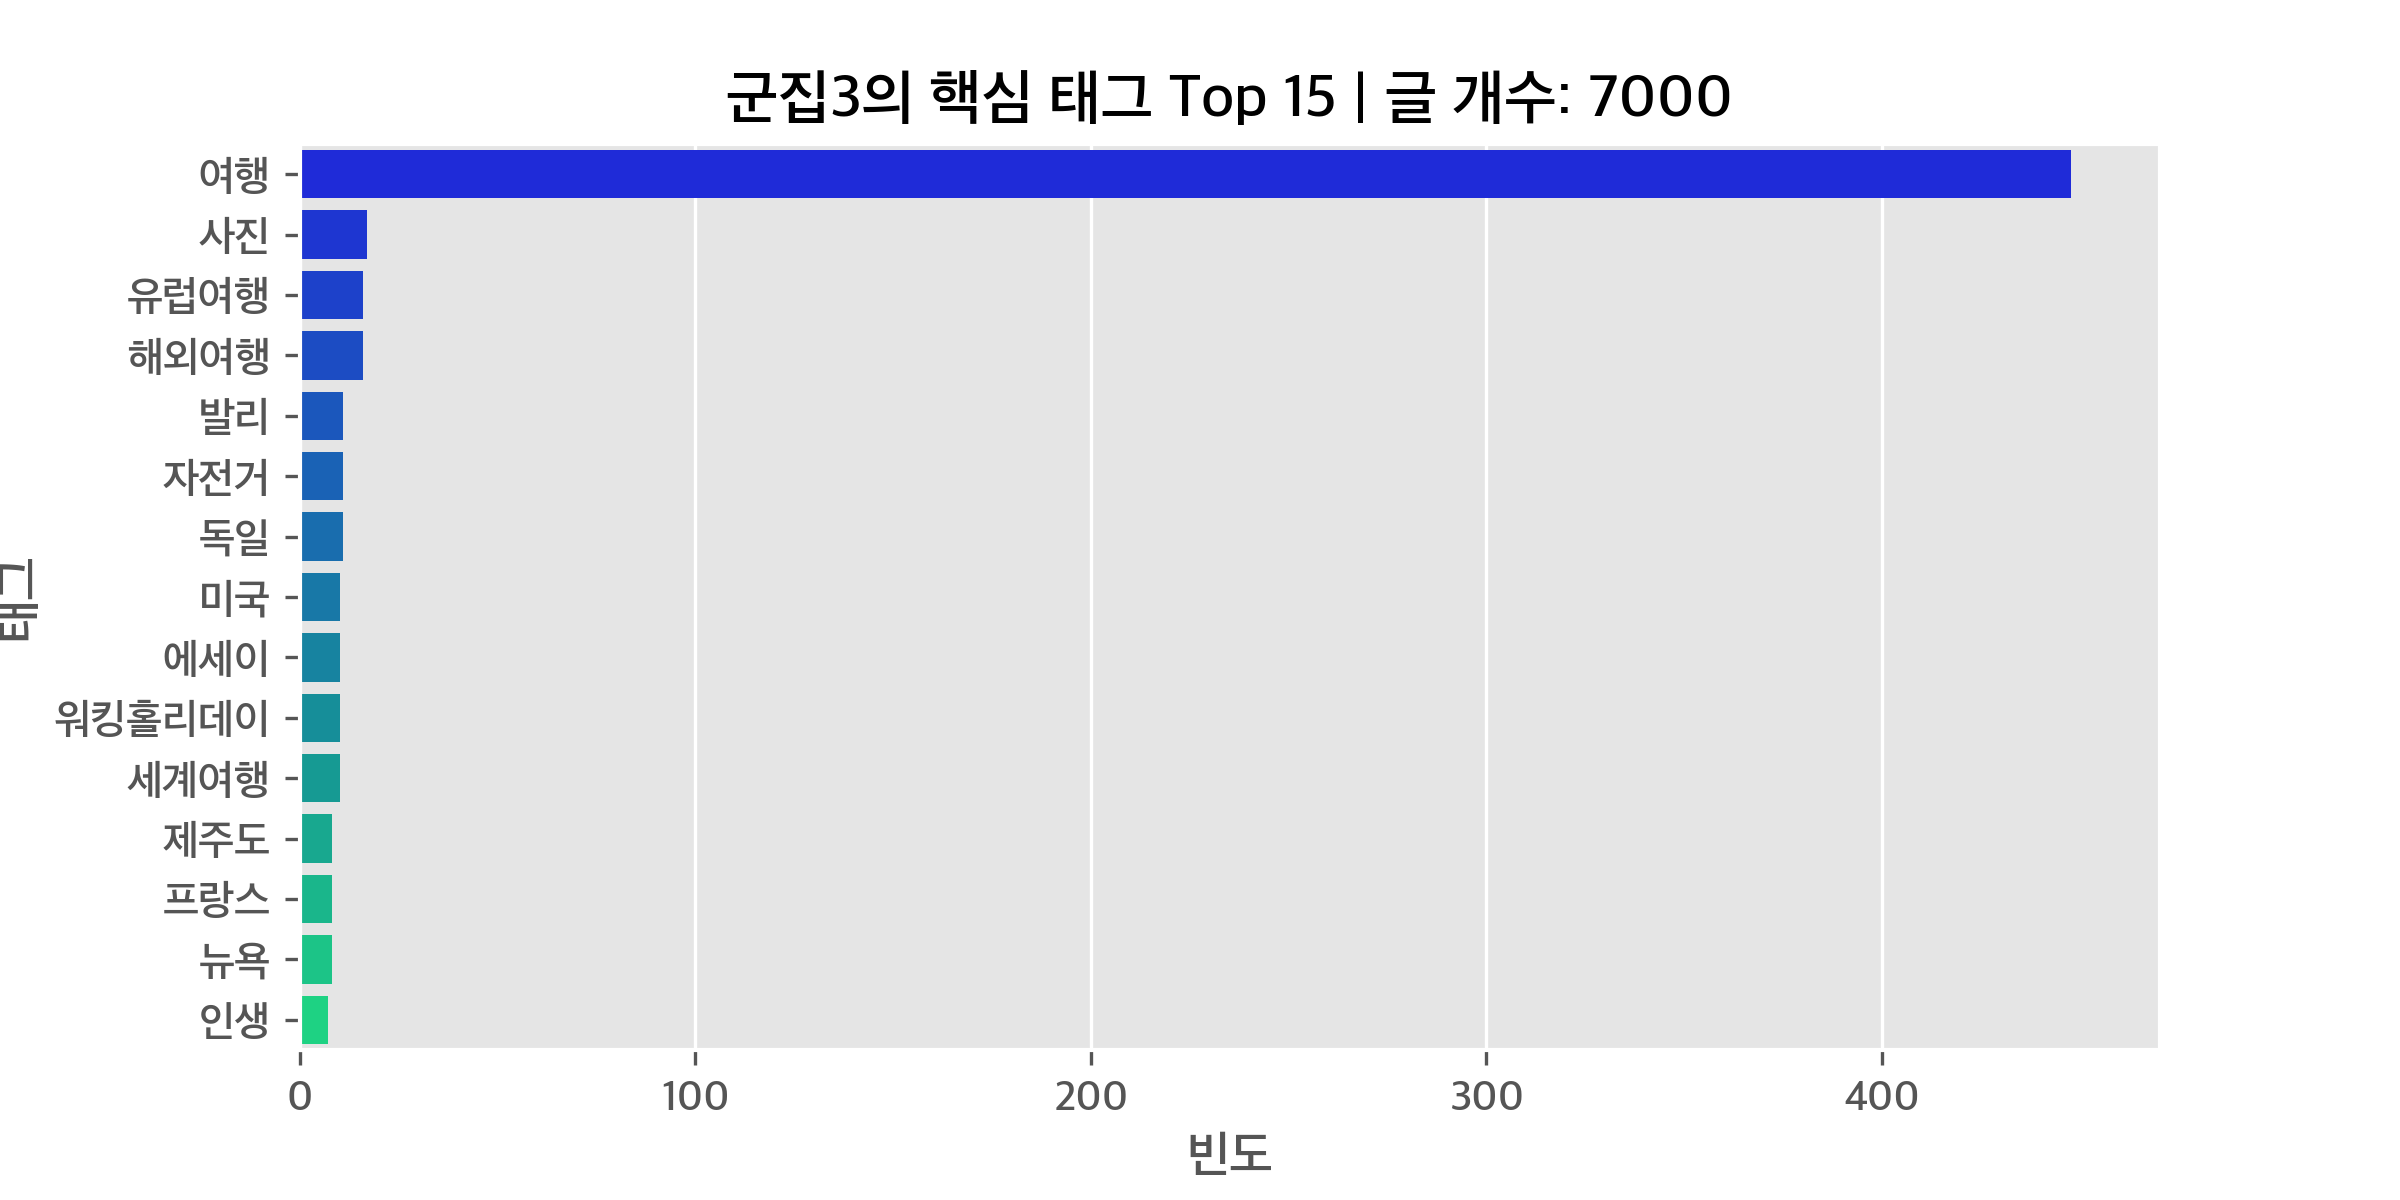 군집3의 핵심 태그 Top 15 | 글 개수: 7000
여행
사진
유럽여행
해외여행
발리
자전거
독일
미국
에세이
워킹홀리데이
세계여행
제주도
프랑스
뉴욕
인생
태그
0 100 200 300 400
빈도